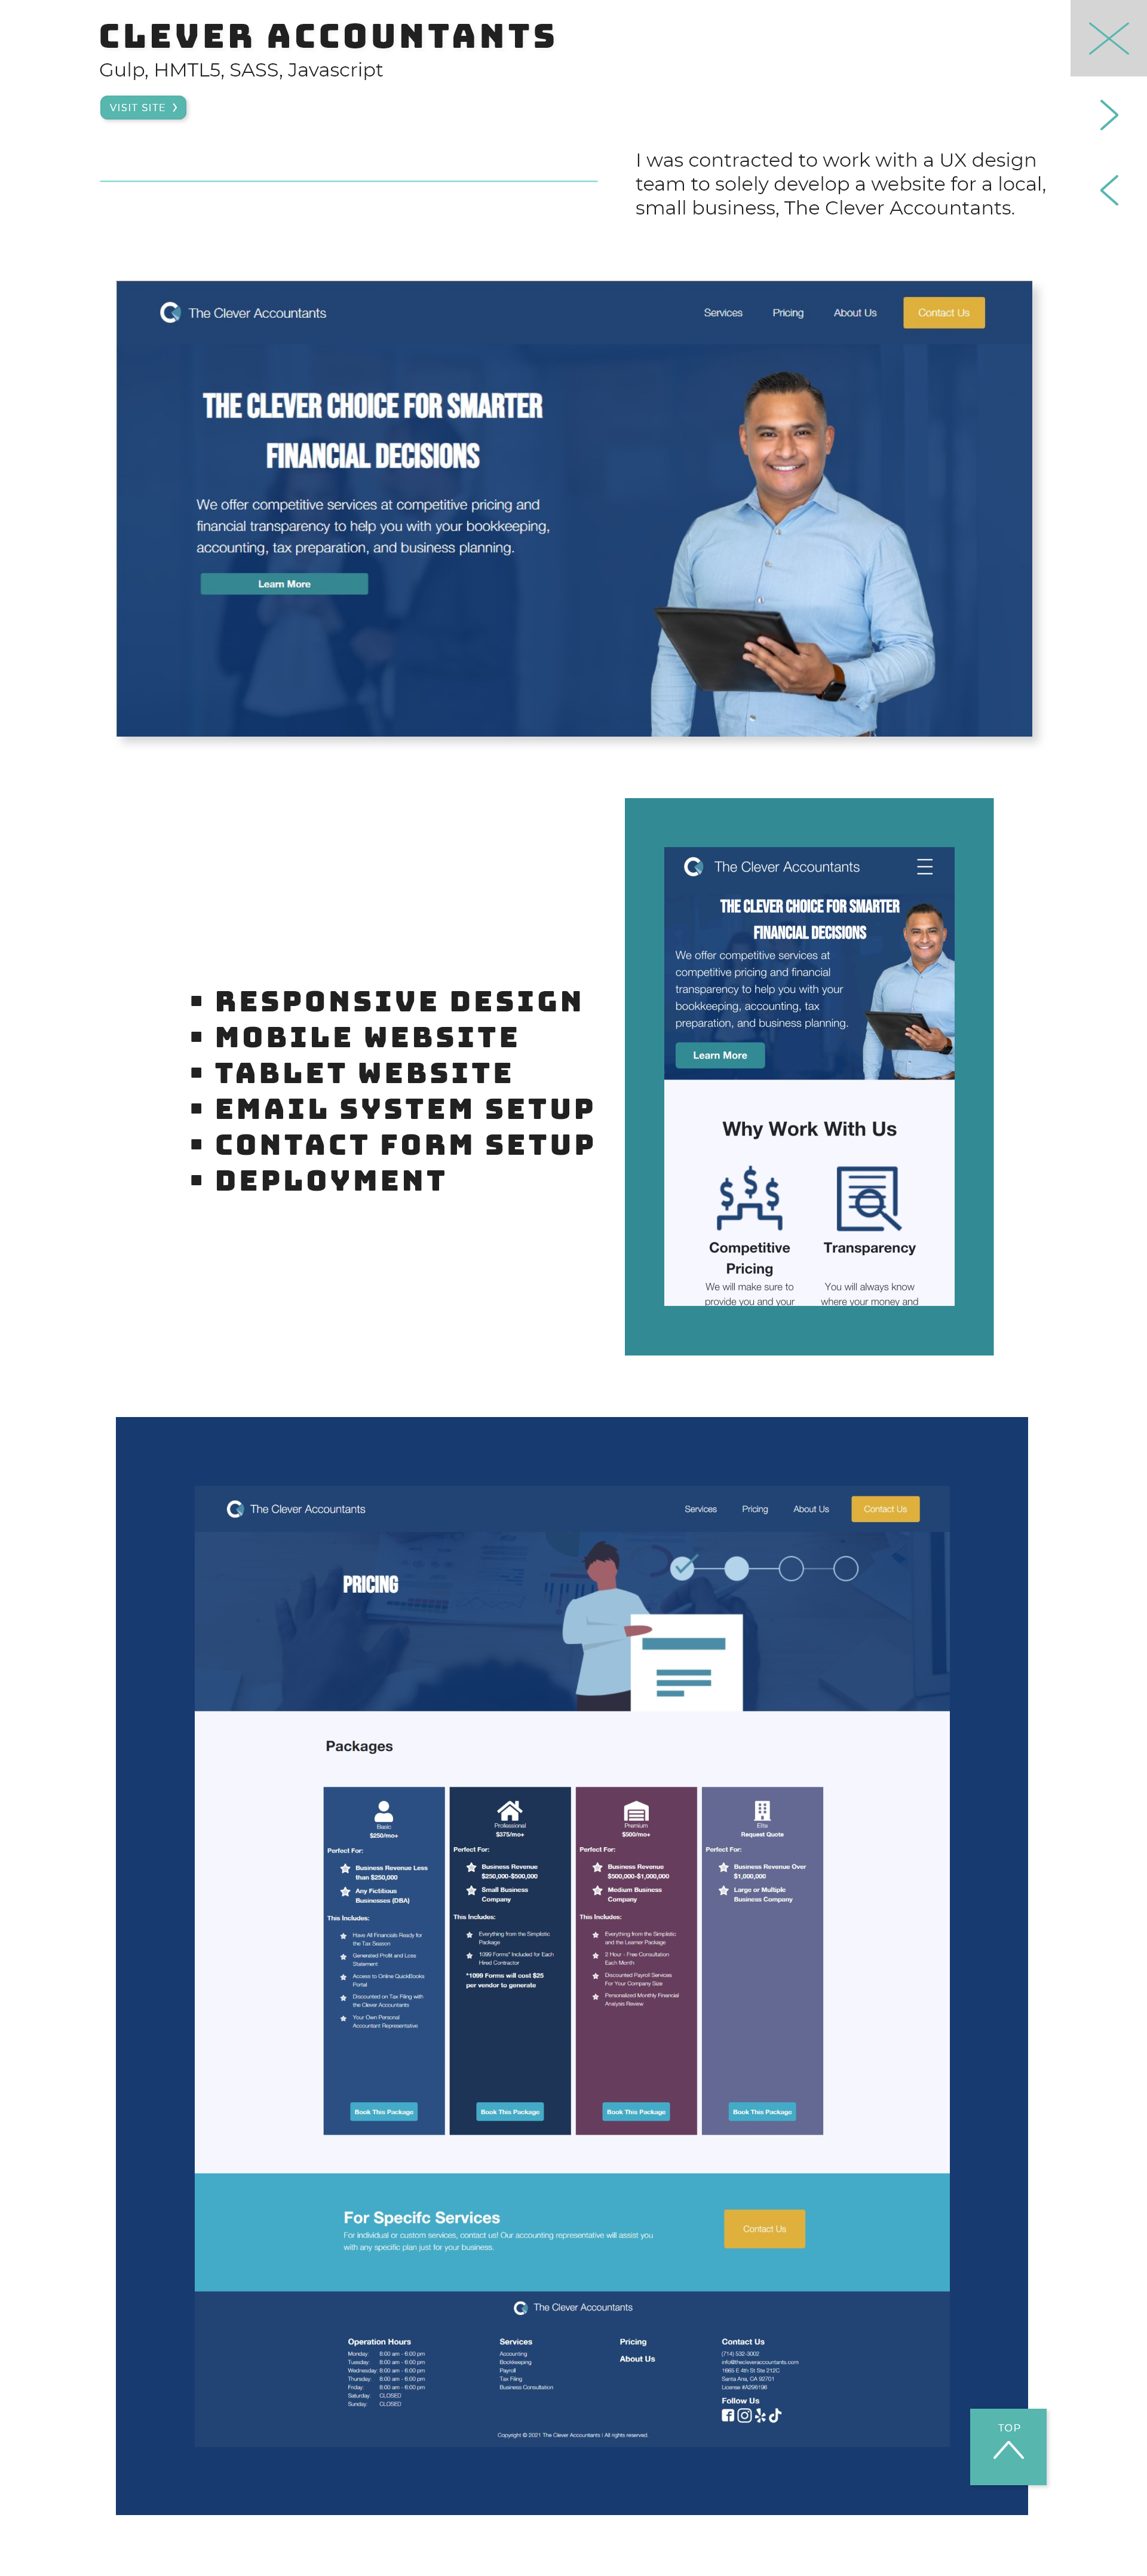 CLEVER ACCOUNTANTS
Gulp, HMTL5, SASS, Javascript
VISIT SITE
I was contracted to work with a UX design
team to solely develop a website for a local,
small business, The Clever Accountants.
The Clever Accountants
Services Pricing About Us Contact Us
THE CLEVER CHOICE FOR SMARTER
FINANCIAL DECISIONS
We offer competitive services at competitive pricing and
financial transparency to help you with your bookkeeping,
accounting, tax preparation, and business planning.
Learn More
RESPONSIVE DESIGN
MOBILE WEBSITE
TABLET WEBSITE
EMAIL SYSTEM SETUP
CONTACT FORM SETUP
DEPLOYMENT
The Clever Accountants
THE CLEVER CHOICE FOR SMARTER
FINANCIAL DECISIONS
We offer competitive services at
competitive pricing and financial
transparency to help you with your
bookkeeping, accounting, tax
preparation, and business planning.
Learn More
Why Work With Us
Competitive
Pricing
We will make sure to
provide you and your
Transparency
You will always know
where your money and
The Clever Accountants
Services Pricing About Us Contact Us
PRICING
Packages
Basic
$250/mo+
Perfect For:
Business Revenue Less
than $250,000
Any Fictitious
Businesses (DBA)
This Includes:
Have All Financials Ready for
the Tax Season
Generated Profit and Loss
Statement
Access to Online QuickBooks
Portal
Discounted on Tax Filing with
the Clever Accountants
Your Own Personal
Accountant Representative
Book This Package
Professional
$375/mo+
Perfect For:
Business Revenue
$250,000-$500,000
Small Business
Company
This Includes:
Everything from the Simplistic
Package
1099 Forms* Included for Each
Hired Contractor
*1099 Forms will cost $25
per vendor to generate
Book This Package
Premium
$500/mo+
Perfect For:
Business Revenue
$500,000-$1,000,000
Medium Business
Company
This Includes:
Everything from the Simplistic
and the Learner Package
2 Hour - Free Consultation
Each Month
Discounted Payroll Services
For Your Company Size
Personalized Monthly Financial
Analysis Review
Book This Package
Elite
Request Quote
Perfect For:
Business Revenue Over
$1,000,000
Large or Multiple
Business Company
Book This Package
For Specifc Services
For individual or custom services, contact us! Our accounting representative will assist you
with any specific plan just for your business.
Contact Us
The Clever Accountants
Operation Hours
Monday: 8:00 am - 6:00 pm
Tuesday: 8:00 am - 6:00 pm
Wednesday: 8:00 am - 6:00 pm
Thursday: 8:00 am - 6:00 pm
Friday: 8:00 am - 6:00 pm
Saturday: CLOSED
Sunday: CLOSED
Services
Accounting
Bookkeeping
Payroll
Tax Filing
Business Consultation
Pricing
About Us
Contact Us
(714) 532-3002
info@thecleveraccountants.com
1665 E 4th St Ste 212C
Santa Ana, CA 92701
License #A296196
Follow Us
Copyright © 2021 The Clever Accountants | All rights reserved.
TOP